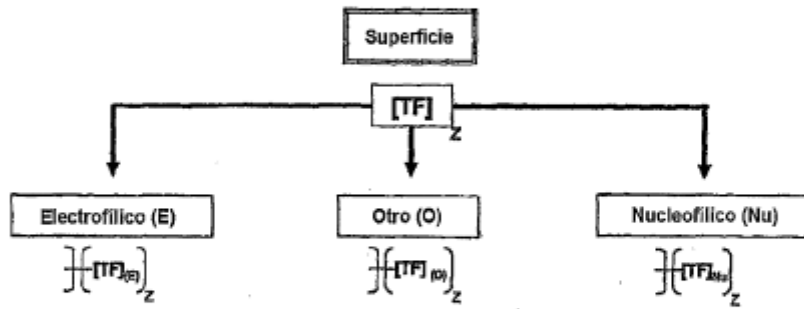 Superficie
[TF]
z
Electrofílico (E)
Otro (O)
Nucleofílico (Nu)
[TF](E) z
[TF] (O) z
[TF](Nu) z